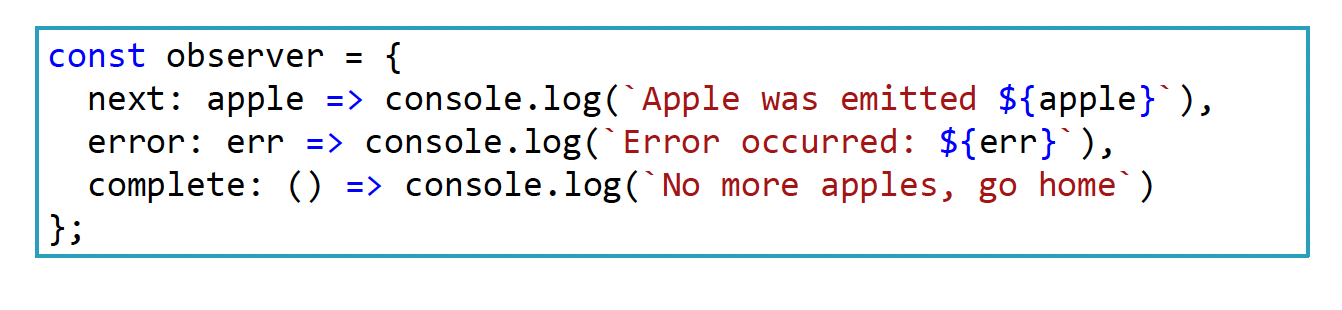 const observer = {
  next: apple => console.log(`Apple was emitted ${apple}`),
  error: err => console.log(`Error occurred: ${err}`),
  complete: () => console.log(`No more apples, go home`)
};